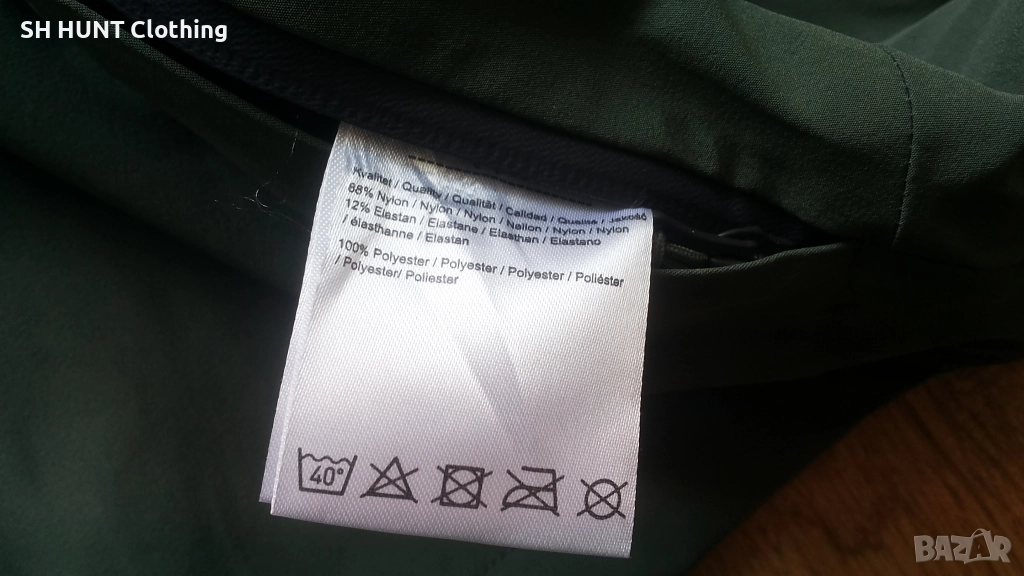 SH HUNT Clothing
Kvalitet / Quality / Qualität / Calidad / Qualité / Jakość
88% Nylon / Nylon / Nylon / Nailon / Nylon / Nylon
12% Elastan / Elastane / Elasthan / Elastano
/ élasthanne / Elastan
100% Polyester / Polyester / Polyester / Poliéster
/ Polyester/ Poliester
40°
BAZAR